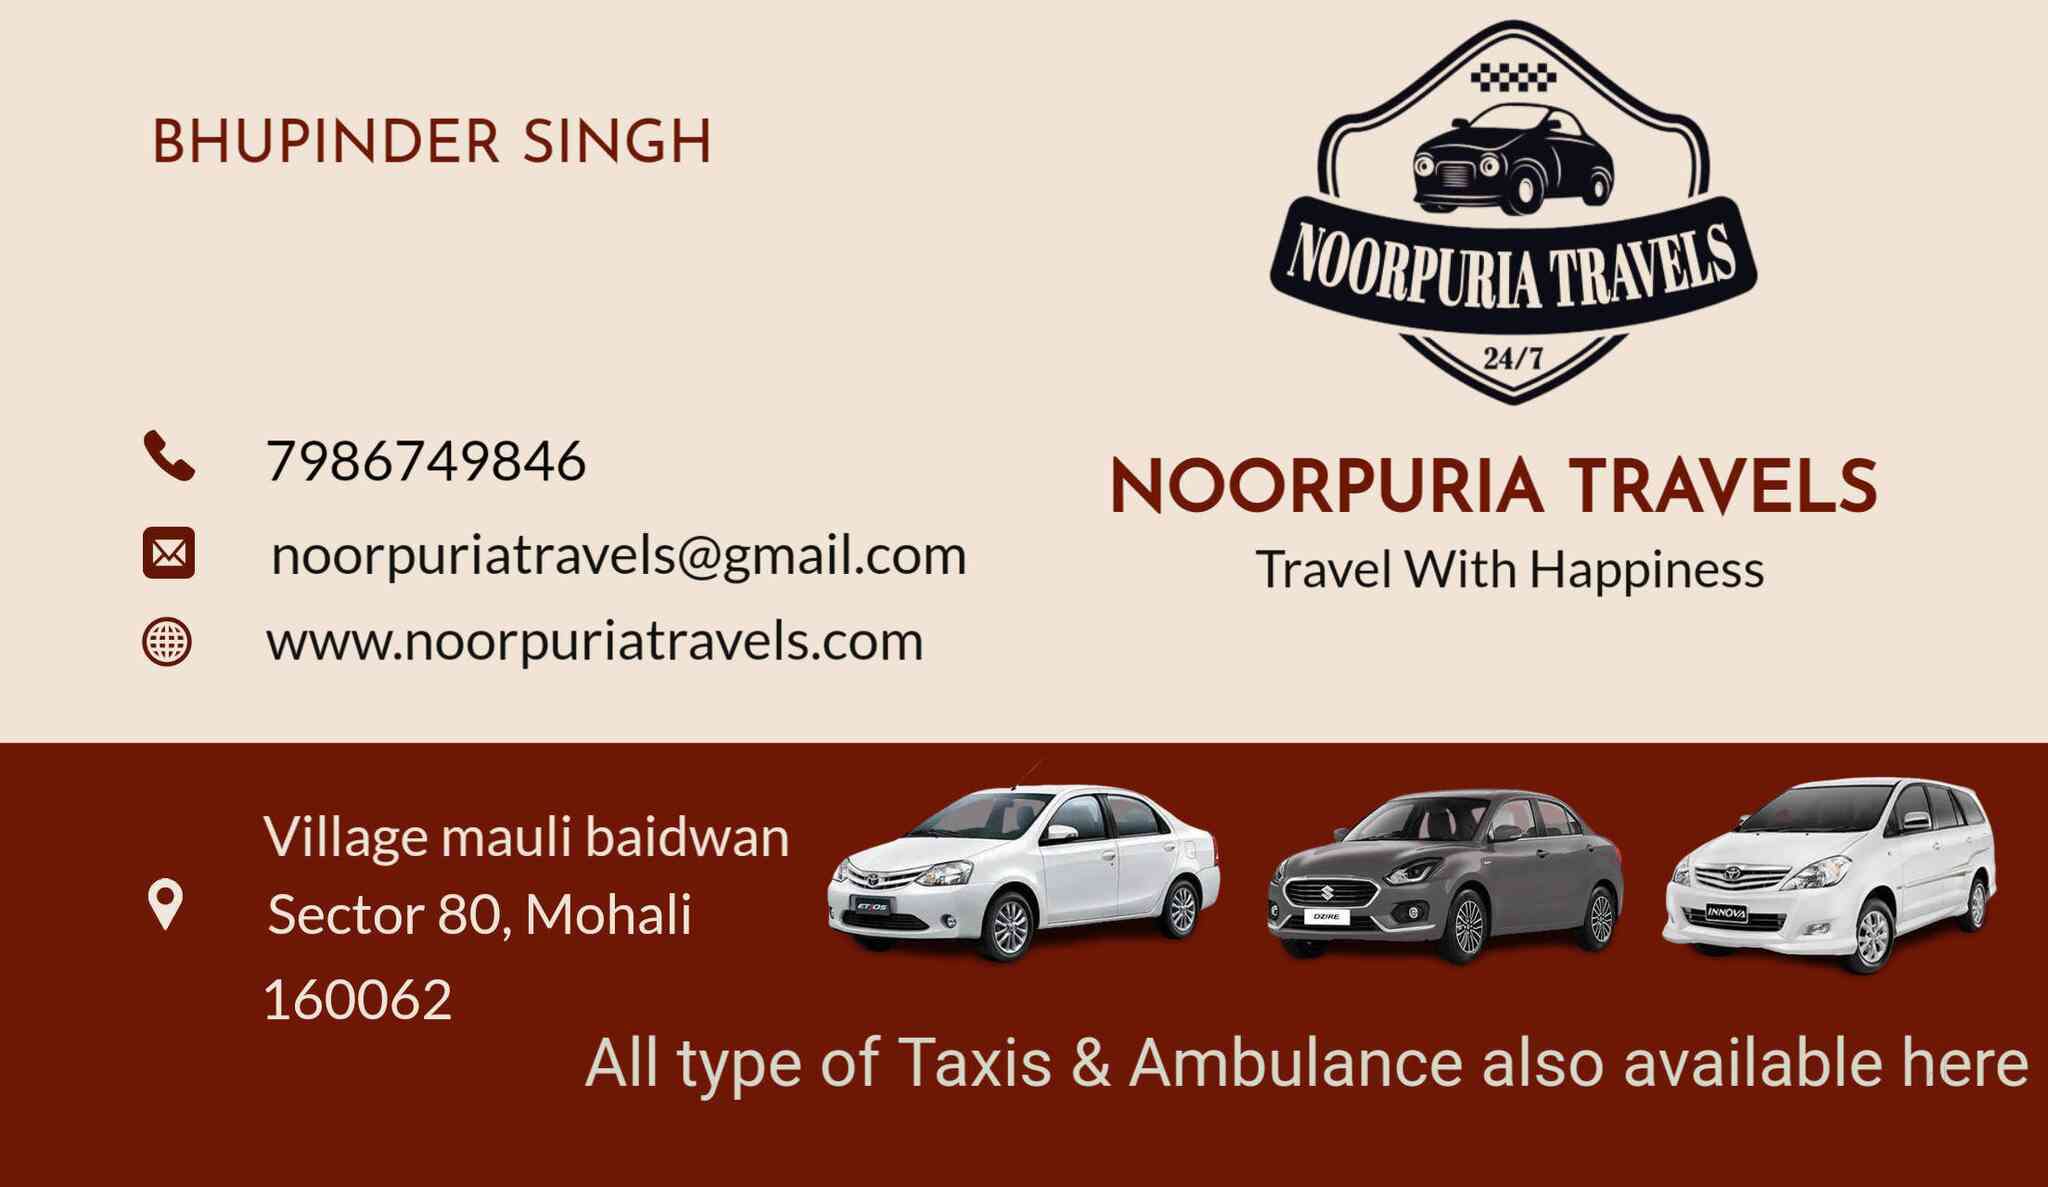 BHUPINDER SINGH
NOORPURIA TRAVELS
24/7
7986749846
noorpuriatravels@gmail.com
www.noorpuriatravels.com
NOORPURIA TRAVELS
Travel With Happiness
Village mauli baidwan
Sector 80, Mohali
160062
ETIOS
DZIRE
INNOVA
All type of Taxis & Ambulance also available here